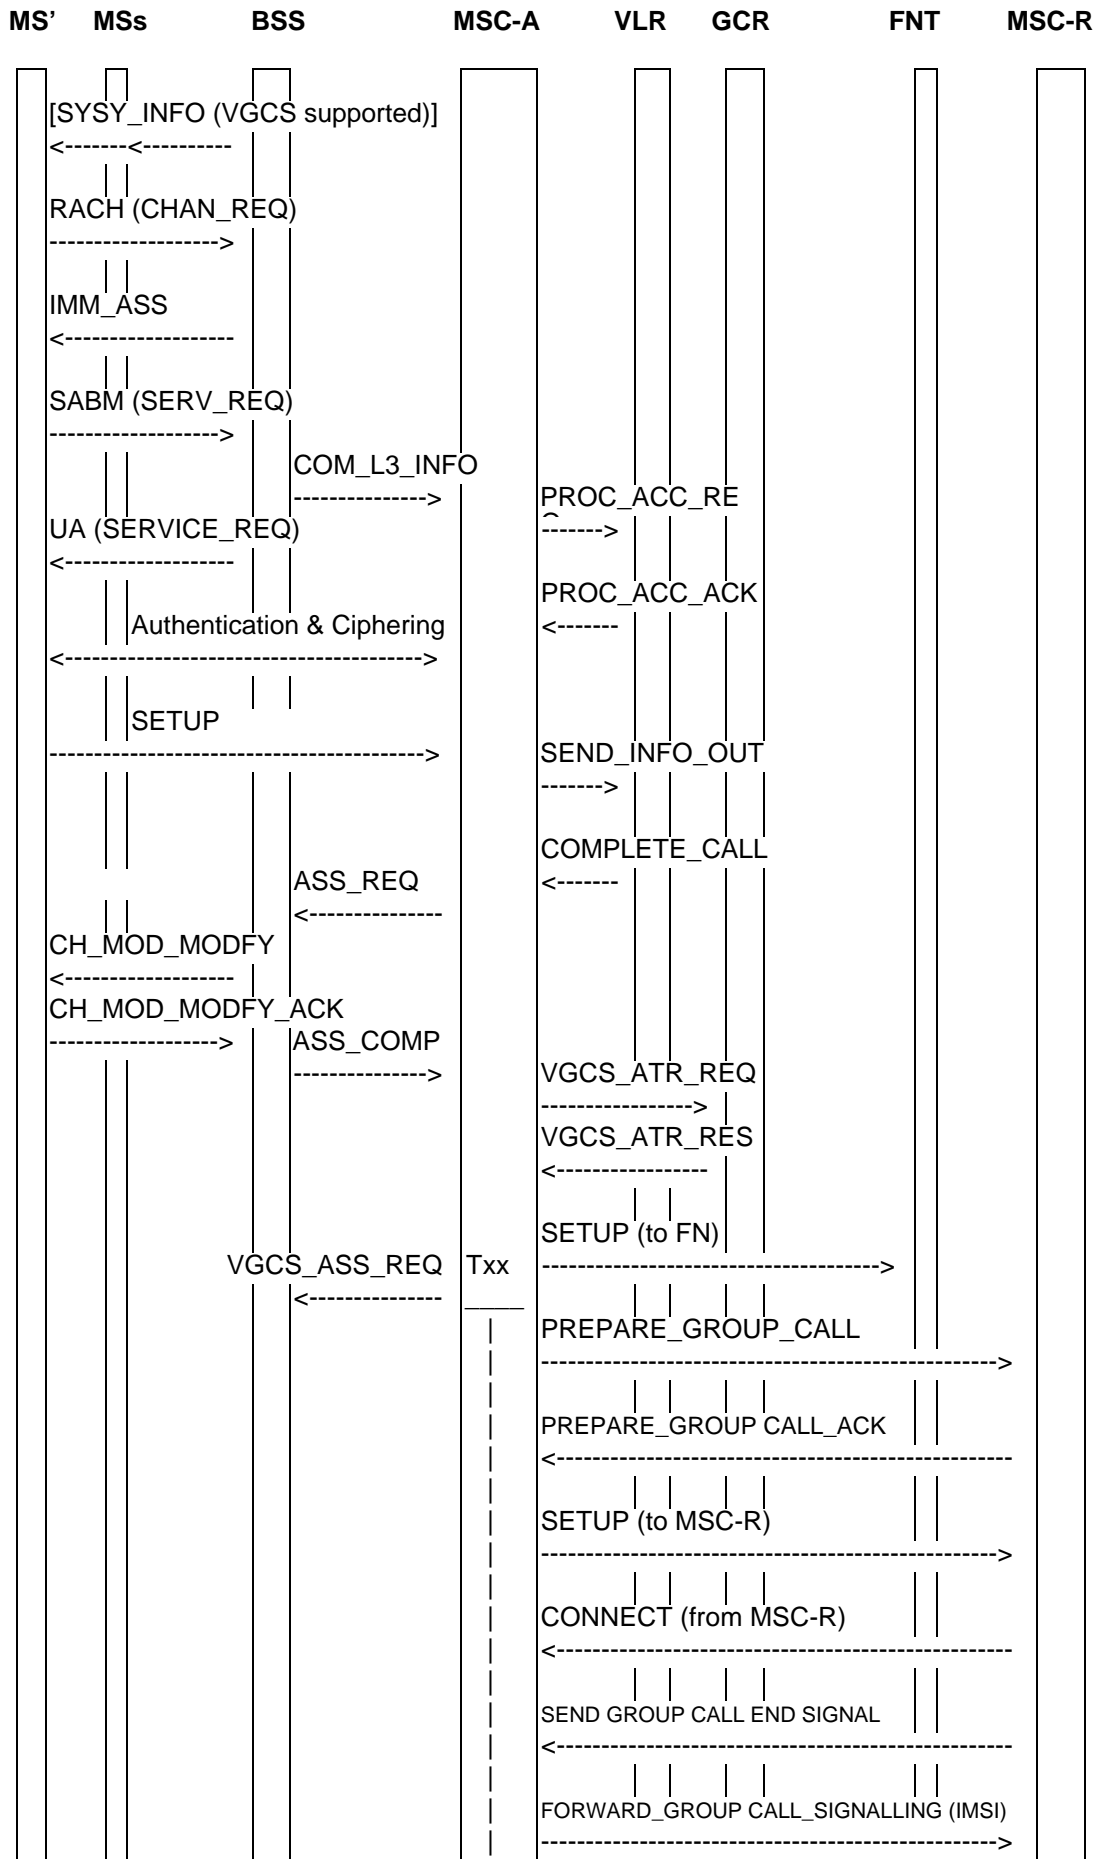 MS’ MSs BSS MSC-A VLR GCR FNT MSC-R
[SYSY_INFO (VGCS supported)]
<-------<----------
RACH (CHAN_REQ)
------------------->
IMM_ASS
<-------------------
SABM (SERV_REQ)
------------------->
COM_L3_INFO
---------------> PROC_ACC_RE
UA (SERVICE_REQ) ------->
<-------------------
PROC_ACC_ACK
Authentication & Ciphering <-------
<---------------------------------------->
SETUP
------------------------------------------> SEND_INFO_OUT
------->
COMPLETE_CALL
ASS_REQ <-------
<---------------
CH_MOD_MODFY
<-------------------
CH_MOD_MODFY_ACK
-------------------> ASS_COMP
---------------> VGCS_ATR_REQ
----------------->
VGCS_ATR_RES
<-----------------
SETUP (to FN)
VGCS_ASS_REQ Txx -------------------------------------->
<--------------- ____
PREPARE_GROUP_CALL
--------------------------------------------------->
PREPARE_GROUP CALL_ACK
<---------------------------------------------------
SETUP (to MSC-R)
--------------------------------------------------->
CONNECT (from MSC-R)
<---------------------------------------------------
SEND GROUP CALL END SIGNAL
<---------------------------------------------------
FORWARD_GROUP CALL_SIGNALLING (IMSI)
--------------------------------------------------->